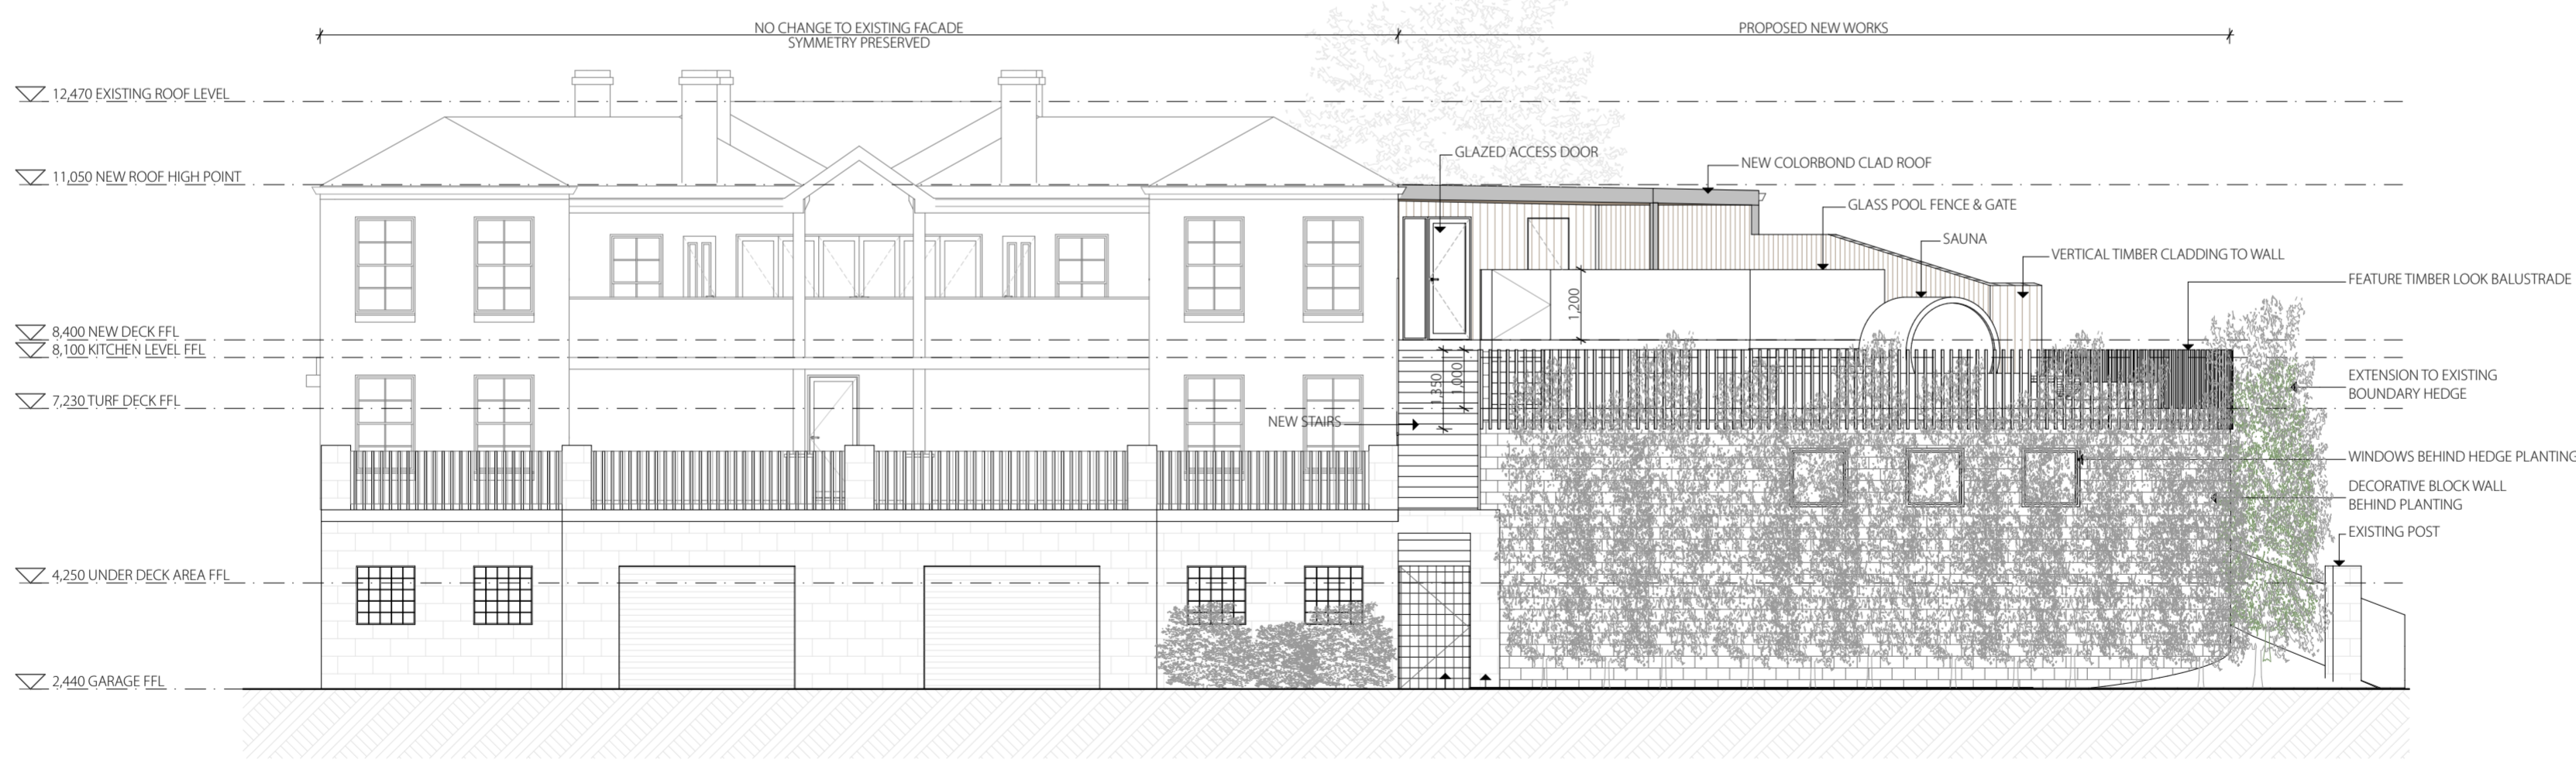 NO CHANGE TO EXISTING FACADE
SYMMETRY PRESERVED
PROPOSED NEW WORKS
12,470 EXISTING ROOF LEVEL
11,050 NEW ROOF HIGH POINT
8,400 NEW DECK FFL
8,100 KITCHEN LEVEL FFL
7,230 TURF DECK FFL
4,250 UNDER DECK AREA FFL
2,440 GARAGE FFL
GLAZED ACCESS DOOR
NEW COLORBOND CLAD ROOF
GLASS POOL FENCE & GATE
SAUNA
VERTICAL TIMBER CLADDING TO WALL
FEATURE TIMBER LOOK BALUSTRADE
1,200
1,350
1,000
NEW STAIRS
EXTENSION TO EXISTING
BOUNDARY HEDGE
WINDOWS BEHIND HEDGE PLANTING
DECORATIVE BLOCK WALL
BEHIND PLANTING
EXISTING POST